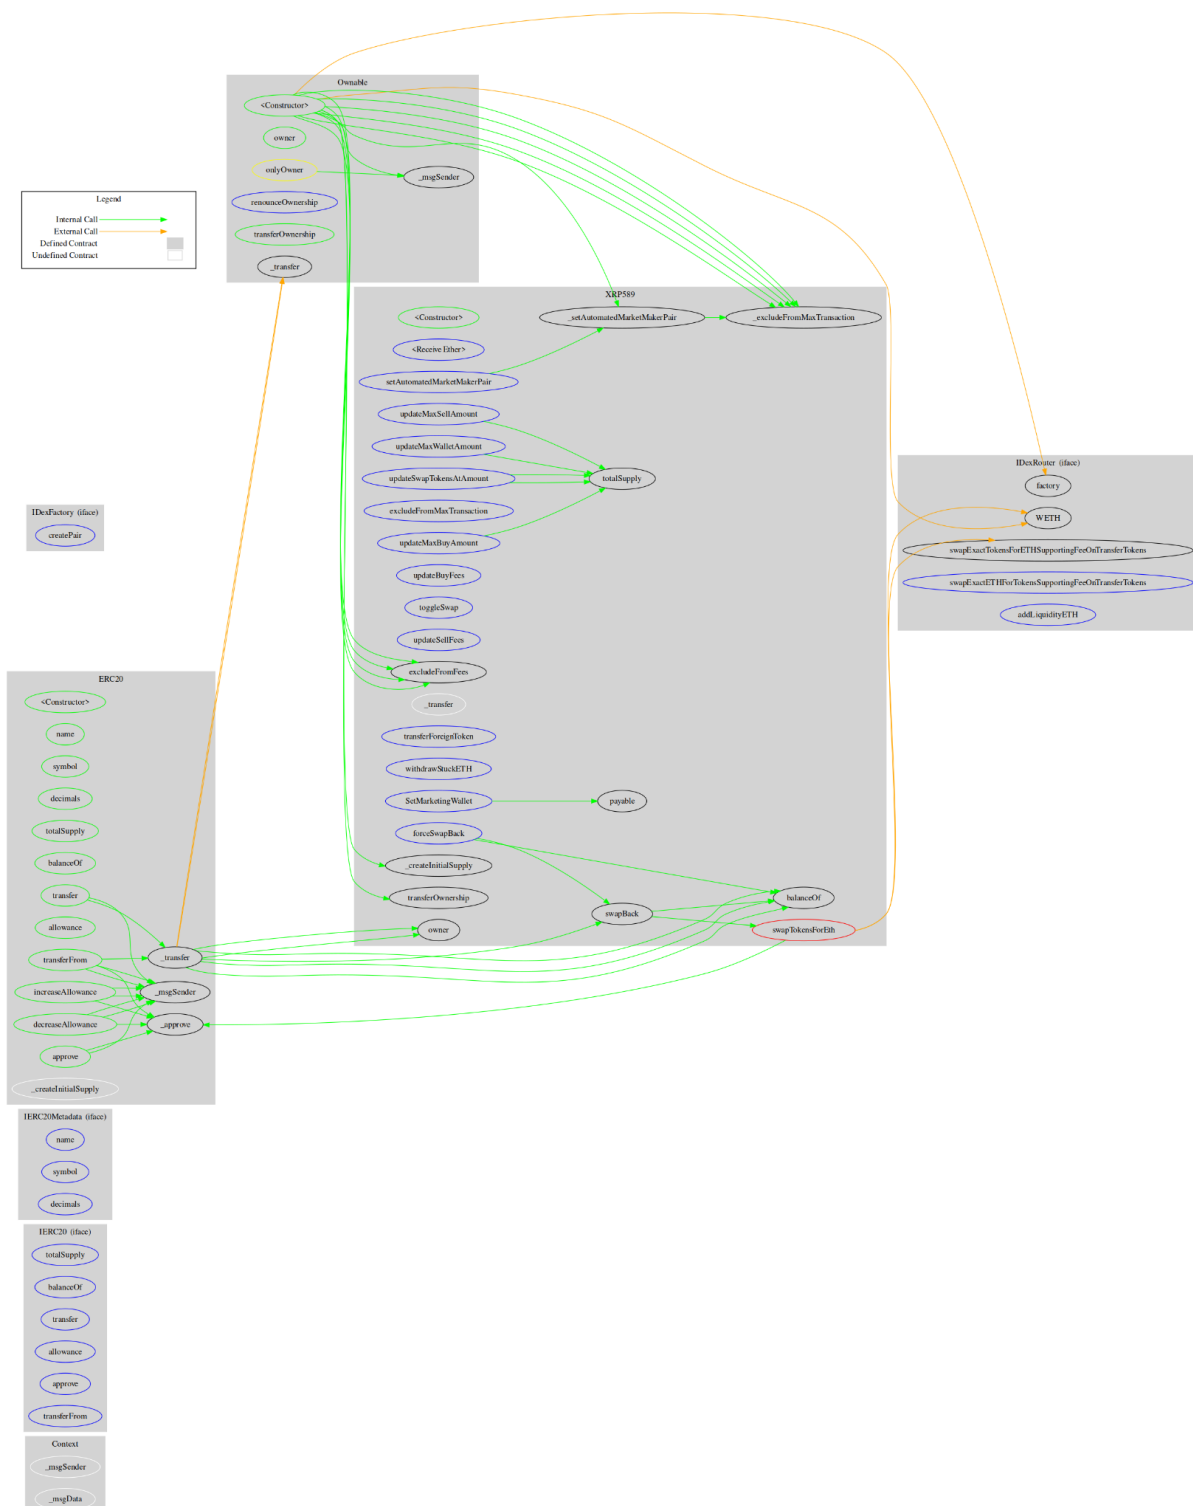 Ownable
<Constructor>
owner
onlyOwner
_msgSender
renounceOwnership
transferOwnership
_transfer
Legend
Internal Call
External Call
Defined Contract
Undefined Contract
XRP589
<Constructor>
_setAutomatedMarketMakerPair
_excludeFromMaxTransaction
<Receive Ether>
setAutomatedMarketMakerPair
updateMaxSellAmount
updateMaxWalletAmount
updateSwapTokensAtAmount
totalSupply
excludeFromMaxTransaction
updateMaxBuyAmount
updateBuyFees
toggleSwap
updateSellFees
excludeFromFees
_transfer
transferForeignToken
withdrawStuckETH
SetMarketingWallet
payable
forceSwapBack
_createInitialSupply
transferOwnership
balanceOf
swapBack
owner
swapTokensForEth
IDexRouter (iface)
factory
WETH
swapExactTokensForETHSupportingFeeOnTransferTokens
swapExactETHForTokensSupportingFeeOnTransferTokens
addLiquidityETH
IDexFactory (iface)
createPair
ERC20
<Constructor>
name
symbol
decimals
totalSupply
balanceOf
transfer
allowance
transferFrom
_transfer
increaseAllowance
_msgSender
decreaseAllowance
_approve
approve
_createInitialSupply
IERC20Metadata (iface)
name
symbol
decimals
IERC20 (iface)
totalSupply
balanceOf
transfer
allowance
approve
transferFrom
Context
_msgSender
_msgData